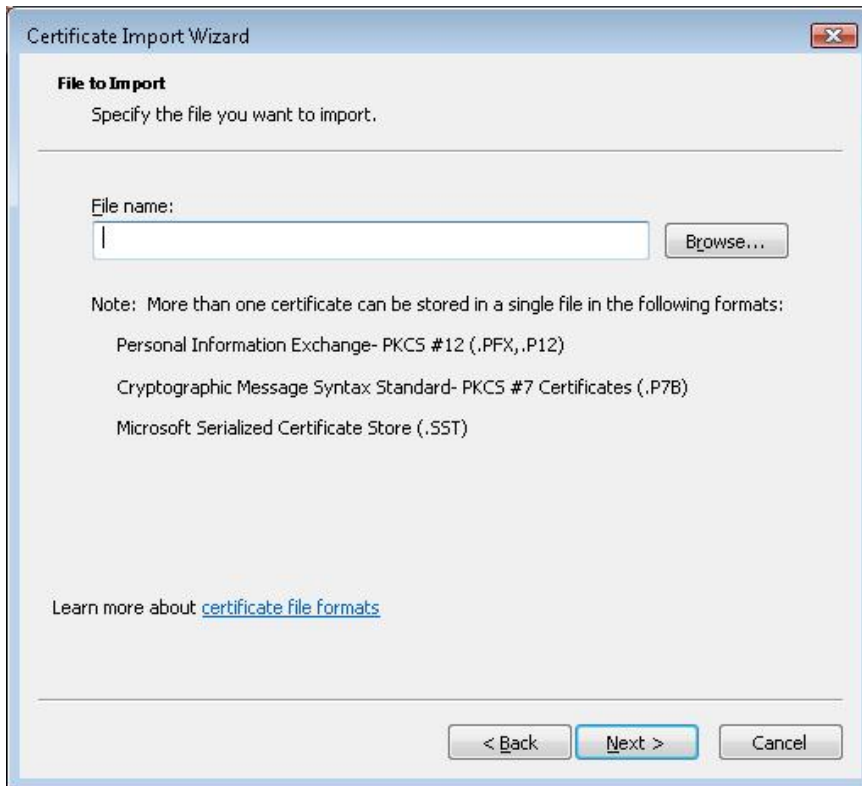 Certificate Import Wizard
File to Import
Specify the file you want to import.
File name:
Browse...
Note:  More than one certificate can be stored in a single file in the following formats:
Personal Information Exchange- PKCS #12 (.PFX,.P12)
Cryptographic Message Syntax Standard- PKCS #7 Certificates (.P7B)
Microsoft Serialized Certificate Store (.SST)
Learn more about certificate file formats
< Back Next > Cancel